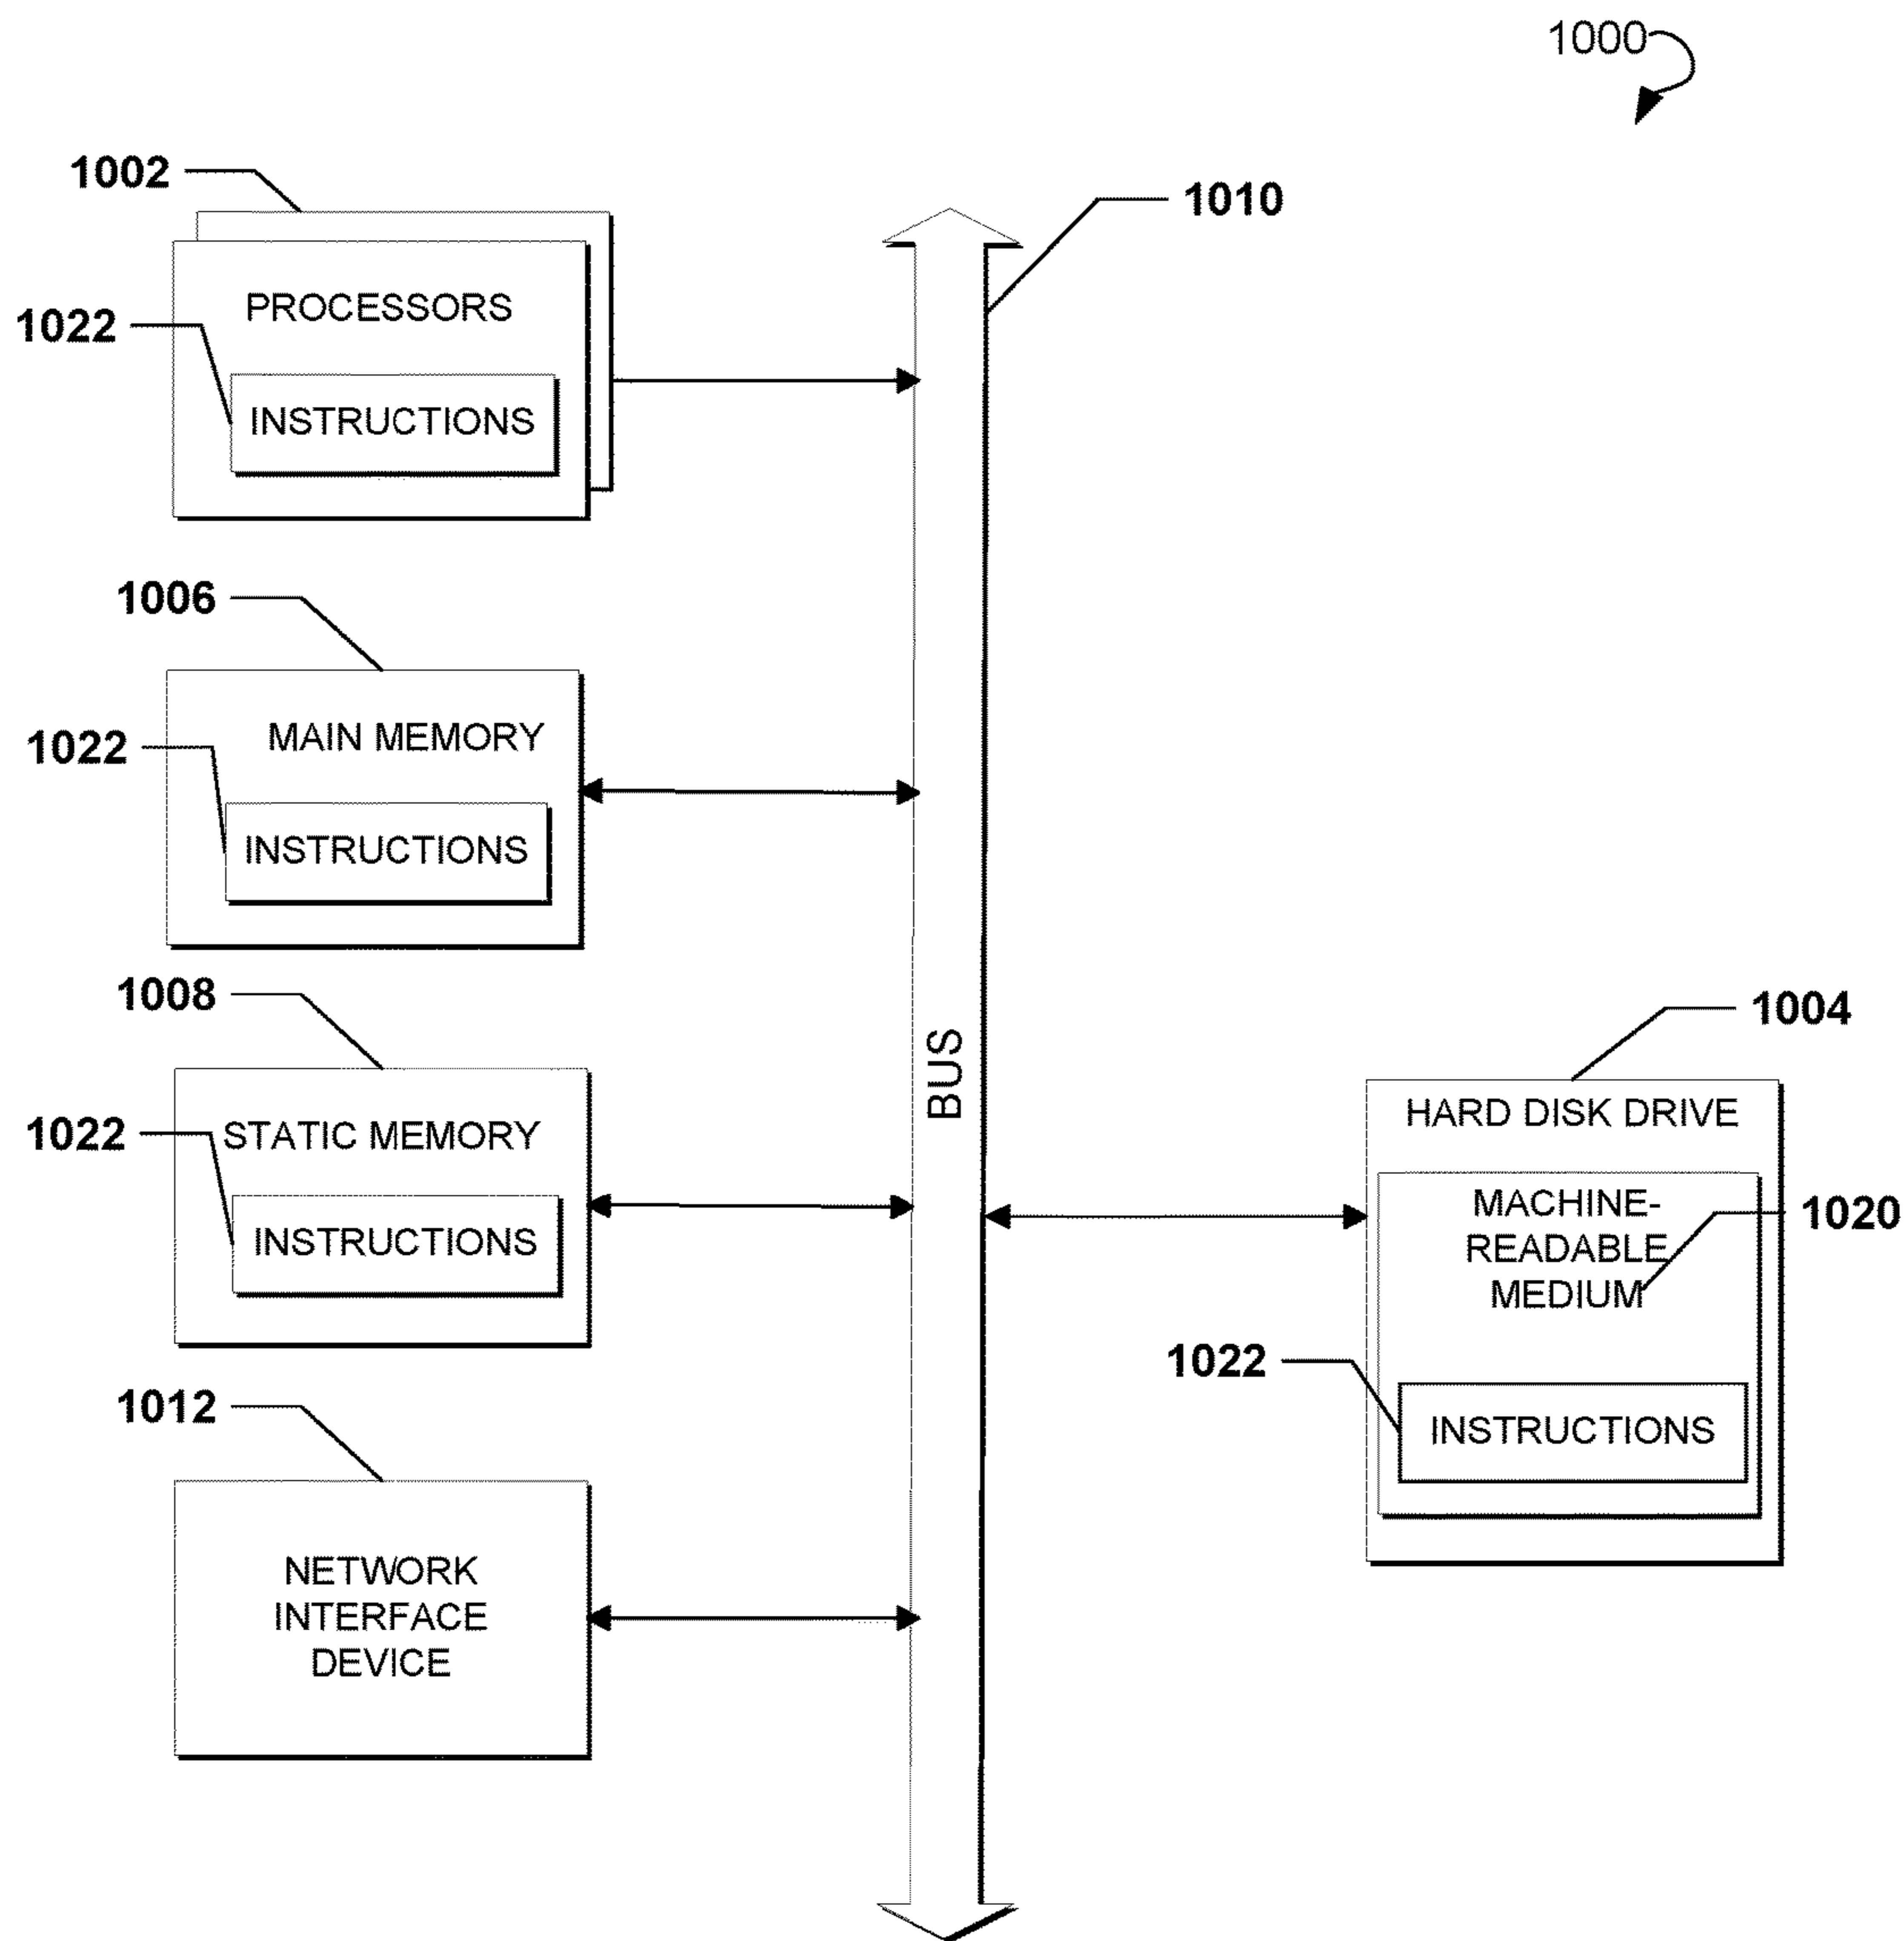 1000
1002
1010
PROCESSORS
1022
INSTRUCTIONS
1006
MAIN MEMORY
1022
INSTRUCTIONS
1008
1004
BUS
HARD DISK DRIVE
STATIC MEMORY
1022
INSTRUCTIONS
MACHINE-
READABLE
MEDIUM
1020
1022
INSTRUCTIONS
1012
NETWORK
INTERFACE
DEVICE